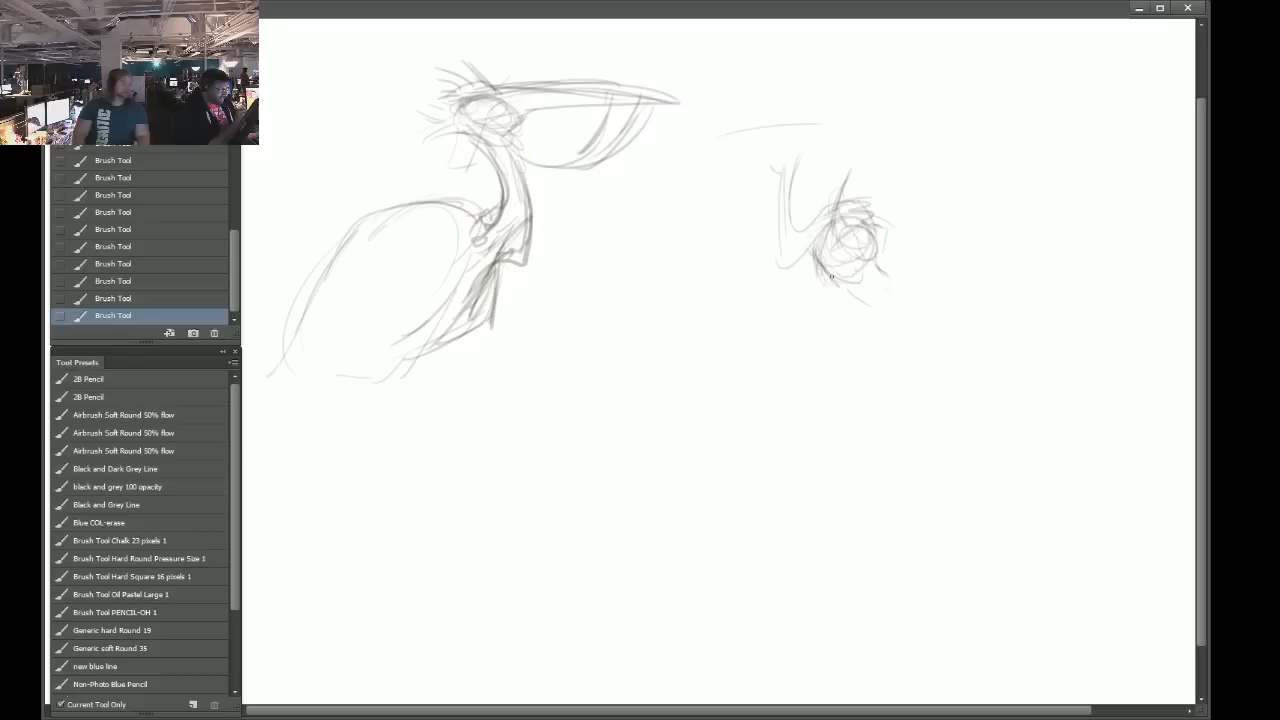 Brush Tool
Brush Tool
Brush Tool
Brush Tool
Brush Tool
Brush Tool
Brush Tool
Brush Tool
Brush Tool
Brush Tool
Tool Presets
2B Pencil
2B Pencil
Airbrush Soft Round 50% flow
Airbrush Soft Round 50% flow
Airbrush Soft Round 50% flow
Black and Dark Grey Line
black and grey 100 opacity
Black and Grey Line
Blue COL-erase
Brush Tool Chalk 23 pixels 1
Brush Tool Hard Round Pressure Size 1
Brush Tool Hard Square 16 pixels 1
Brush Tool Oil Pastel Large 1
Brush Tool PENCIL-OH 1
Generic hard Round 19
Generic soft Round 35
new blue line
Non-Photo Blue Pencil
Current Tool Only